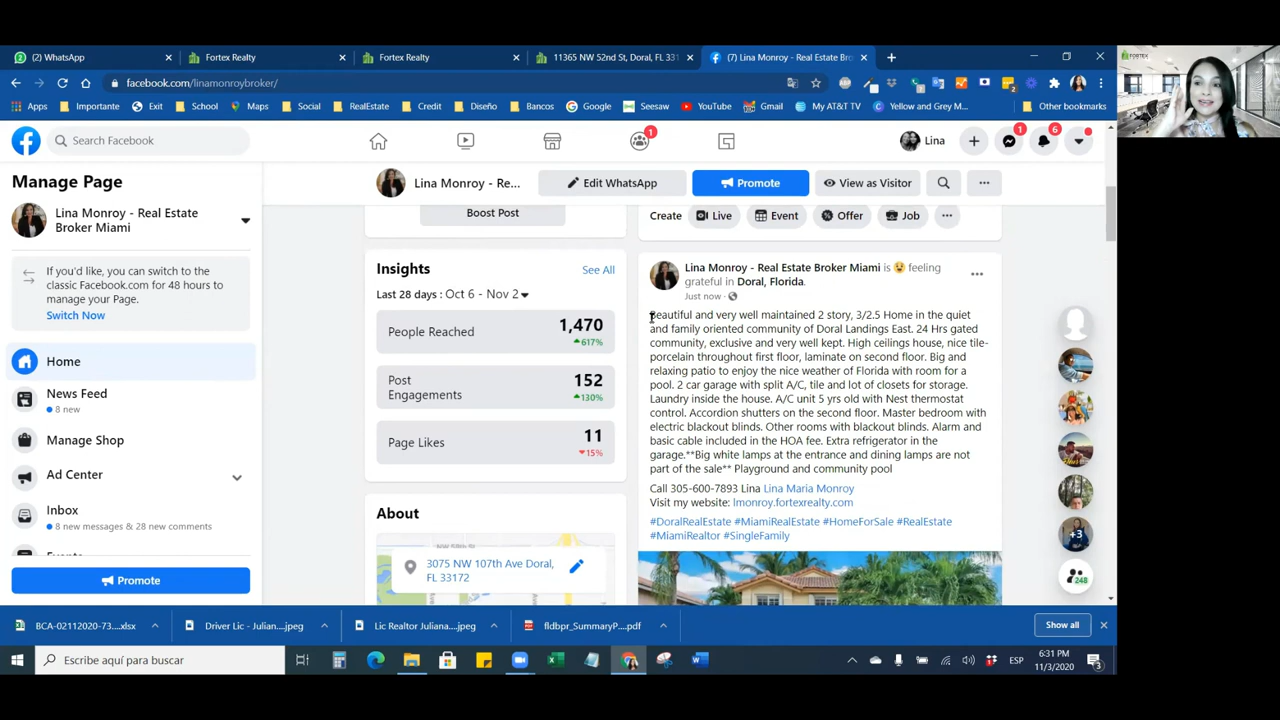 (2) WhatsApp
Fortex Realty
Fortex Realty
11365 NW 52nd St, Doral, FL 331
(7) Lina Monroy - Real Estate Bro
facebook.com/linamonroybroker/
Apps
Importante
Exit
School
Maps
Social
RealEstate
Credit
Diseño
Bancos
Google
Seesaw
YouTube
Gmail
My AT&T TV
Yellow and Grey M...
Other bookmarks
FORTEX
Search Facebook
1
1
6
Lina
Manage Page
Lina Monroy - Real Estate
Broker Miami
If you'd like, you can switch to the
classic Facebook.com for 48 hours to
manage your Page.
Switch Now
Home
News Feed
8 new
Manage Shop
Ad Center
Inbox
8 new messages & 28 new comments
Promote
Lina Monroy - Re...
Edit WhatsApp
Promote
View as Visitor
Boost Post
Create
Live
Event
Offer
Job
Insights
See All
Last 28 days : Oct 6 - Nov 2
People Reached
1,470
617%
Post
Engagements
152
130%
Page Likes
11
15%
About
3075 NW 107th Ave Doral,
FL 33172
Lina Monroy - Real Estate Broker Miami is feeling
grateful in Doral, Florida.
Just now
Beautiful and very well maintained 2 story, 3/2.5 Home in the quiet
and family oriented community of Doral Landings East. 24 Hrs gated
community, exclusive and very well kept. High ceilings house, nice tile-
porcelain throughout first floor, laminate on second floor. Big and
relaxing patio to enjoy the nice weather of Florida with room for a
pool. 2 car garage with split A/C, tile and lot of closets for storage.
Laundry inside the house. A/C unit 5 yrs old with Nest thermostat
control. Accordion shutters on the second floor. Master bedroom with
electric blackout blinds. Other rooms with blackout blinds. Alarm and
basic cable included in the HOA fee. Extra refrigerator in the
garage.**Big white lamps at the entrance and dining lamps are not
part of the sale** Playground and community pool
Call 305-600-7893 Lina Lina Maria Monroy
Visit my website: lmonroy.fortexrealty.com
#DoralRealEstate #MiamiRealEstate #HomeForSale #RealEstate
#MiamiRealtor #SingleFamily
+3
248
BCA-02112020-73....xlsx
Driver Lic - Julian....jpeg
Lic Realtor Juliana....jpeg
fldbpr_SummaryP....pdf
Show all
Escribe aquí para buscar
ESP
6:31 PM
11/3/2020
3